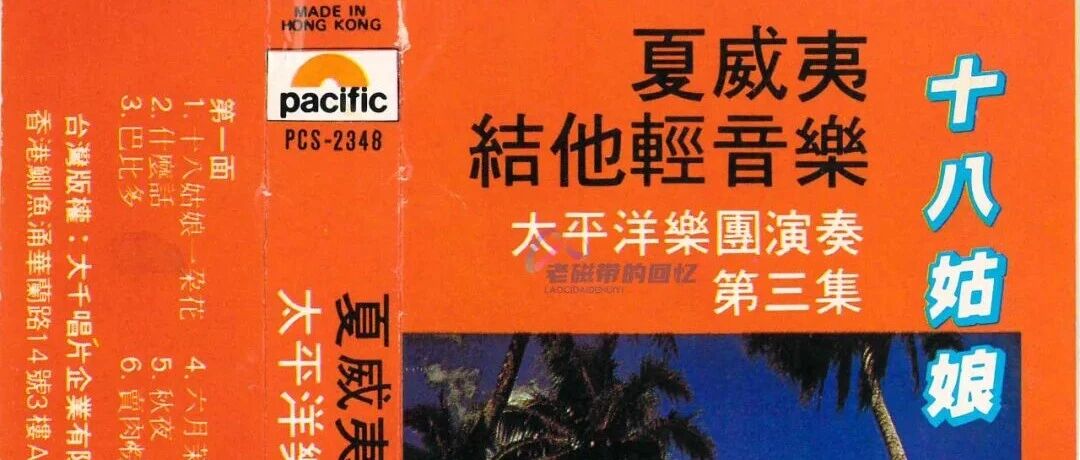 MADE IN
HONG KONG
pacific
PCS-2348
夏威夷
結他輕音樂
太平洋樂團演奏
第三集
十八姑娘
老磁带的回忆
LAOCIDAIDEHUIYI
夏威夷
太平洋
第一面
1. 十八姑娘一朵花
2. 什麼話
3. 巴比多
4. 六月茉
5. 秋夜
6. 賣肉粽
台灣版權：大千唱片企業有限
香港鰂魚涌華蘭路14號3樓A